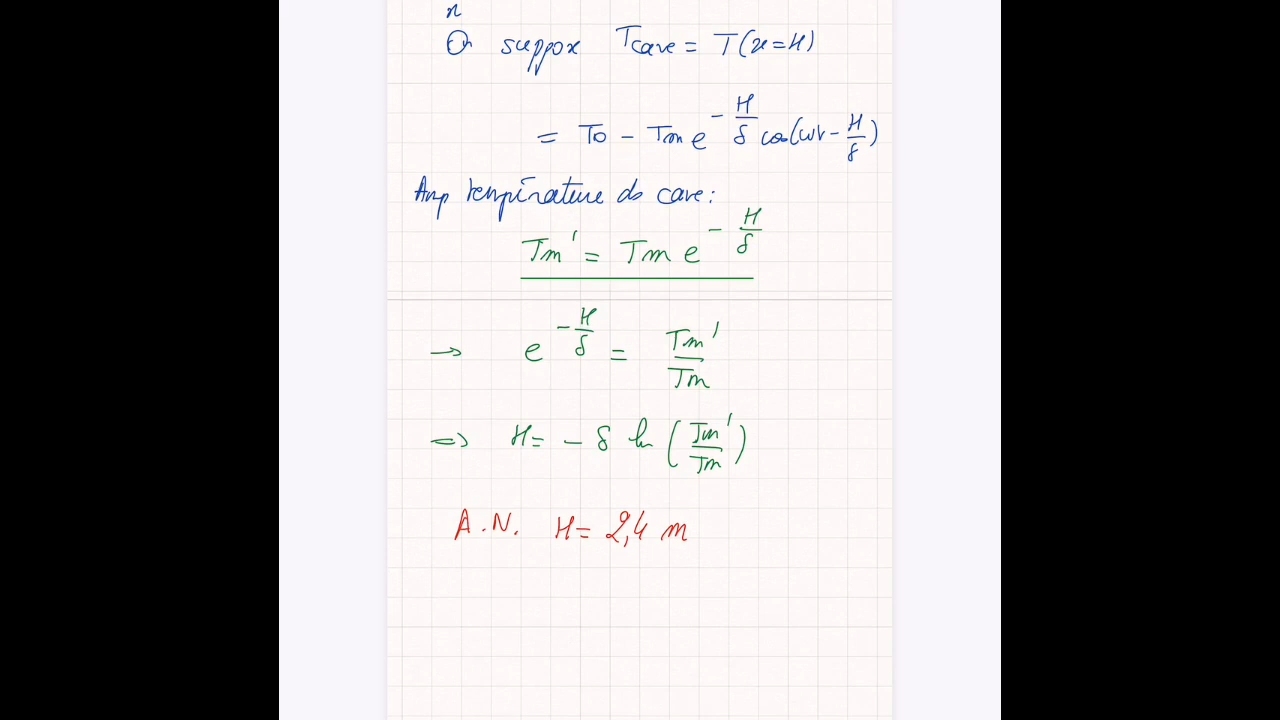 x
On suppose Tcave = T(x=H)
= T0 - Tm e^{-H/δ} cos(ωt - H/δ)
Amp température de cave :
Tm' = Tm e^{-H/δ}
→ e^{-H/δ} = Tm'/Tm
=> H = - δ ln(Tm'/Tm)
A.N. H = 2,4 m